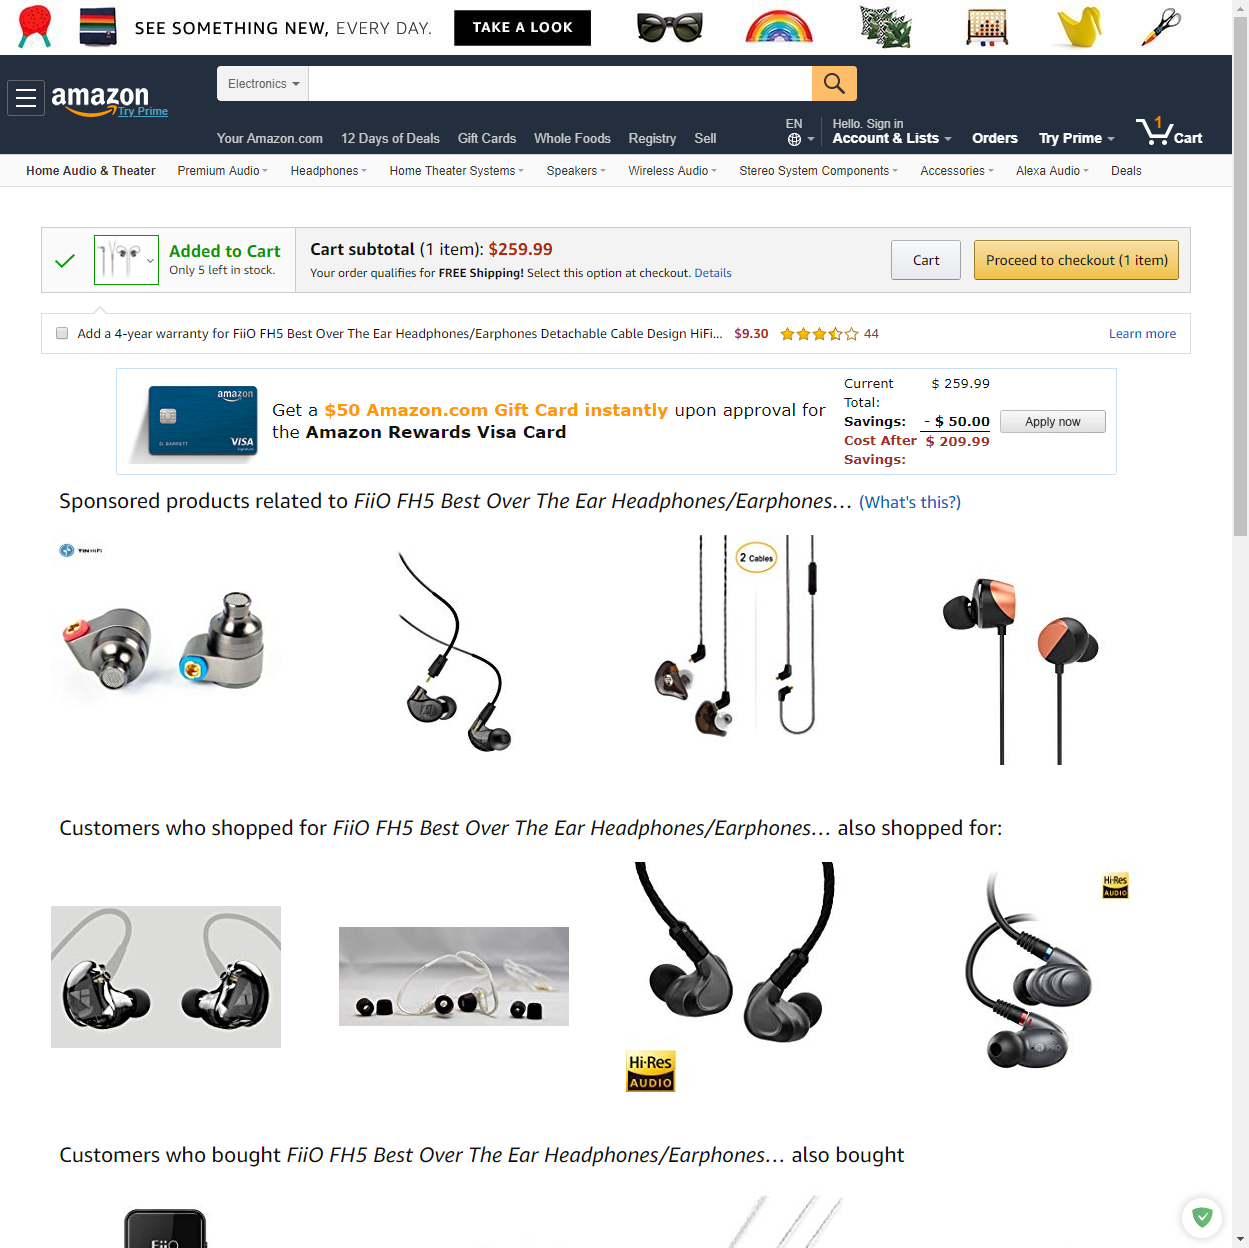 SEE SOMETHING NEW, EVERY DAY. TAKE A LOOK
Electronics
amazon
Try Prime
Your Amazon.com 12 Days of Deals Gift Cards Whole Foods Registry Sell
EN
Hello. Sign in
Account & Lists Orders Try Prime 1 Cart
Home Audio & Theater Premium Audio Headphones Home Theater Systems Speakers Wireless Audio Stereo System Components Accessories Alexa Audio Deals
Added to Cart
Only 5 left in stock.
Cart subtotal (1 item): $259.99
Your order qualifies for FREE Shipping! Select this option at checkout. Details
Cart
Proceed to checkout (1 item)
Add a 4-year warranty for FiiO FH5 Best Over The Ear Headphones/Earphones Detachable Cable Design HiFi... $9.30 44 Learn more
amazon
D. BARRETT
VISA
Signature
Get a $50 Amazon.com Gift Card instantly upon approval for
the Amazon Rewards Visa Card
Current Total: $ 259.99
Savings: - $ 50.00
Cost After Savings: $ 209.99
Apply now
Sponsored products related to FiiO FH5 Best Over The Ear Headphones/Earphones... (What's this?)
TIN HIFI
2 Cables
Customers who shopped for FiiO FH5 Best Over The Ear Headphones/Earphones... also shopped for:
Hi-Res
AUDIO
Hi-Res
AUDIO
PRO
Customers who bought FiiO FH5 Best Over The Ear Headphones/Earphones... also bought
FiiO